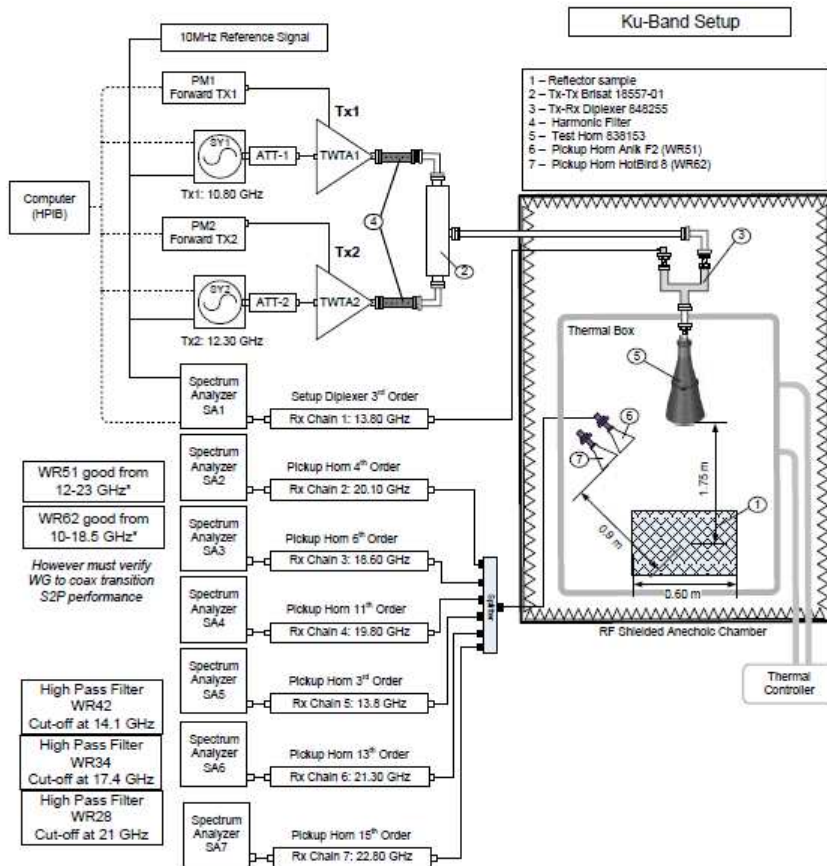 Ku-Band Setup
10MHz Reference Signal
PM1
Forward TX1
Tx1
SY1
ATT-1
TWTA1
Tx1: 10.80 GHz
Computer
(HPIB)
PM2
Forward TX2
Tx2
SY2
ATT-2
TWTA2
Tx2: 12.30 GHz
4
2
1 – Reflector sample
2 – Tx-Tx Brisat 18557-01
3 – Tx-Rx Diplexer 848255
4 – Harmonic Filter
5 – Test Horn 838153
6 – Pickup Horn Anik F2 (WR51)
7 – Pickup Horn HotBird 8 (WR62)
3
Thermal Box
5
6
7
1.75 m
0.9 m
1
0.60 m
RF Shielded Anechoic Chamber
Thermal
Controller
Spectrum
Analyzer
SA1
Setup Diplexer 3rd Order
Rx Chain 1: 13.80 GHz
Spectrum
Analyzer
SA2
Pickup Horn 4th Order
Rx Chain 2: 20.10 GHz
Spectrum
Analyzer
SA3
Pickup Horn 6th Order
Rx Chain 3: 18.60 GHz
Spectrum
Analyzer
SA4
Pickup Horn 11th Order
Rx Chain 4: 19.80 GHz
Spectrum
Analyzer
SA5
Pickup Horn 3rd Order
Rx Chain 5: 13.8 GHz
Spectrum
Analyzer
SA6
Pickup Horn 13th Order
Rx Chain 6: 21.30 GHz
Spectrum
Analyzer
SA7
Pickup Horn 15th Order
Rx Chain 7: 22.80 GHz
Splitter
WR51 good from
12-23 GHz*
WR62 good from
10-18.5 GHz*
However must verify
WG to coax transition
S2P performance
High Pass Filter
WR42
Cut-off at 14.1 GHz
High Pass Filter
WR34
Cut-off at 17.4 GHz
High Pass Filter
WR28
Cut-off at 21 GHz